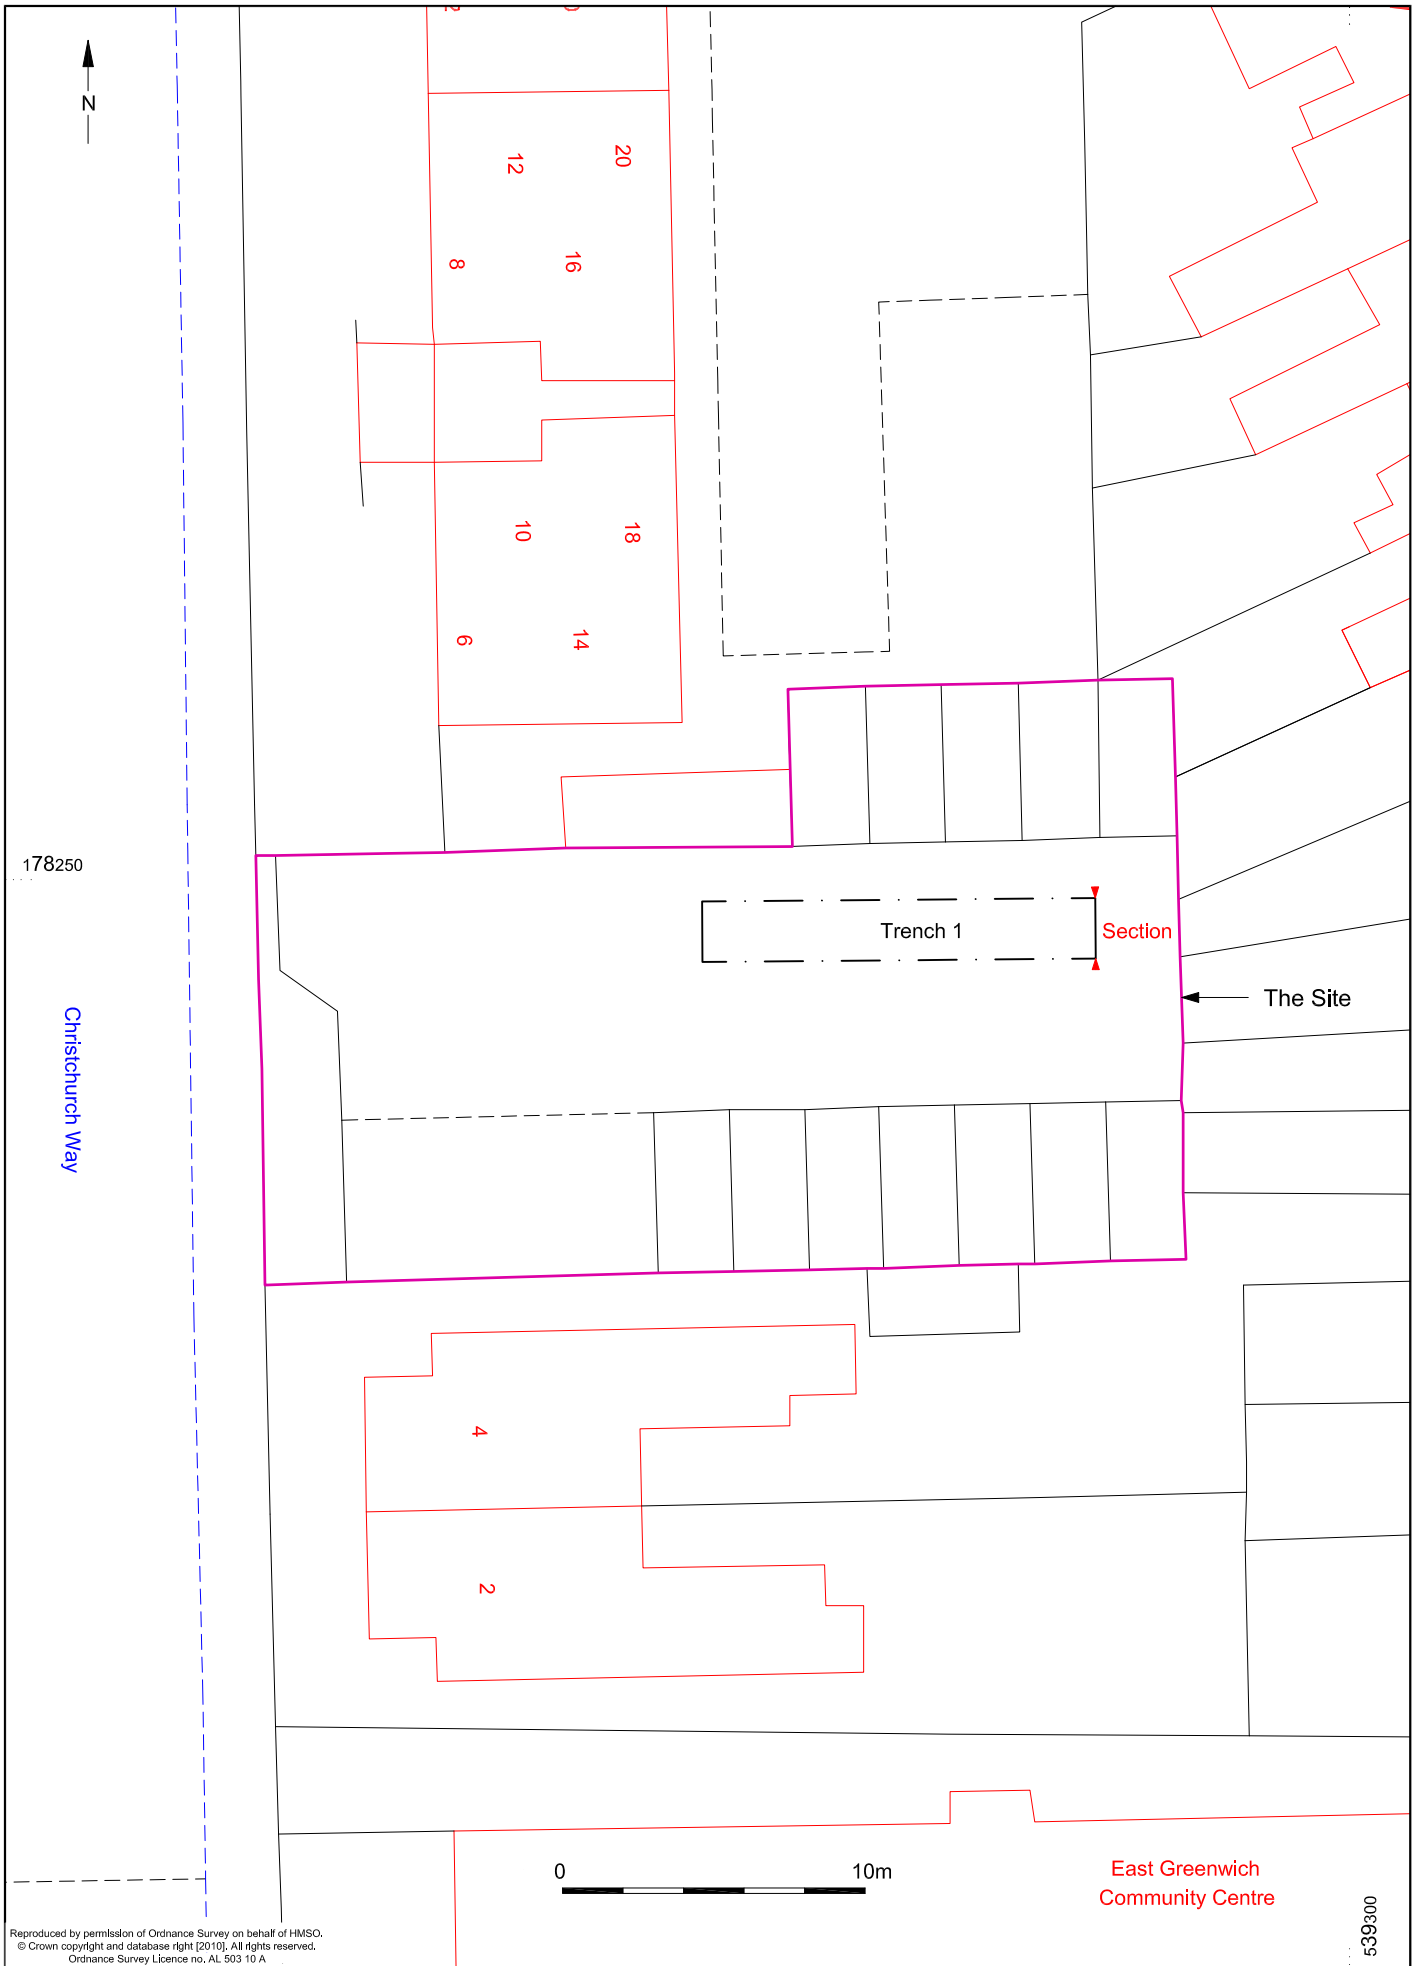 N
12
20
8
16
10
18
6
14
178250
Trench 1
Section
The Site
Christchurch Way
4
2
0
10m
East Greenwich
Community Centre
539300
Reproduced by permission of Ordnance Survey on behalf of HMSO.
© Crown copyright and database right [2010]. All rights reserved.
Ordnance Survey Licence no. AL 503 10 A